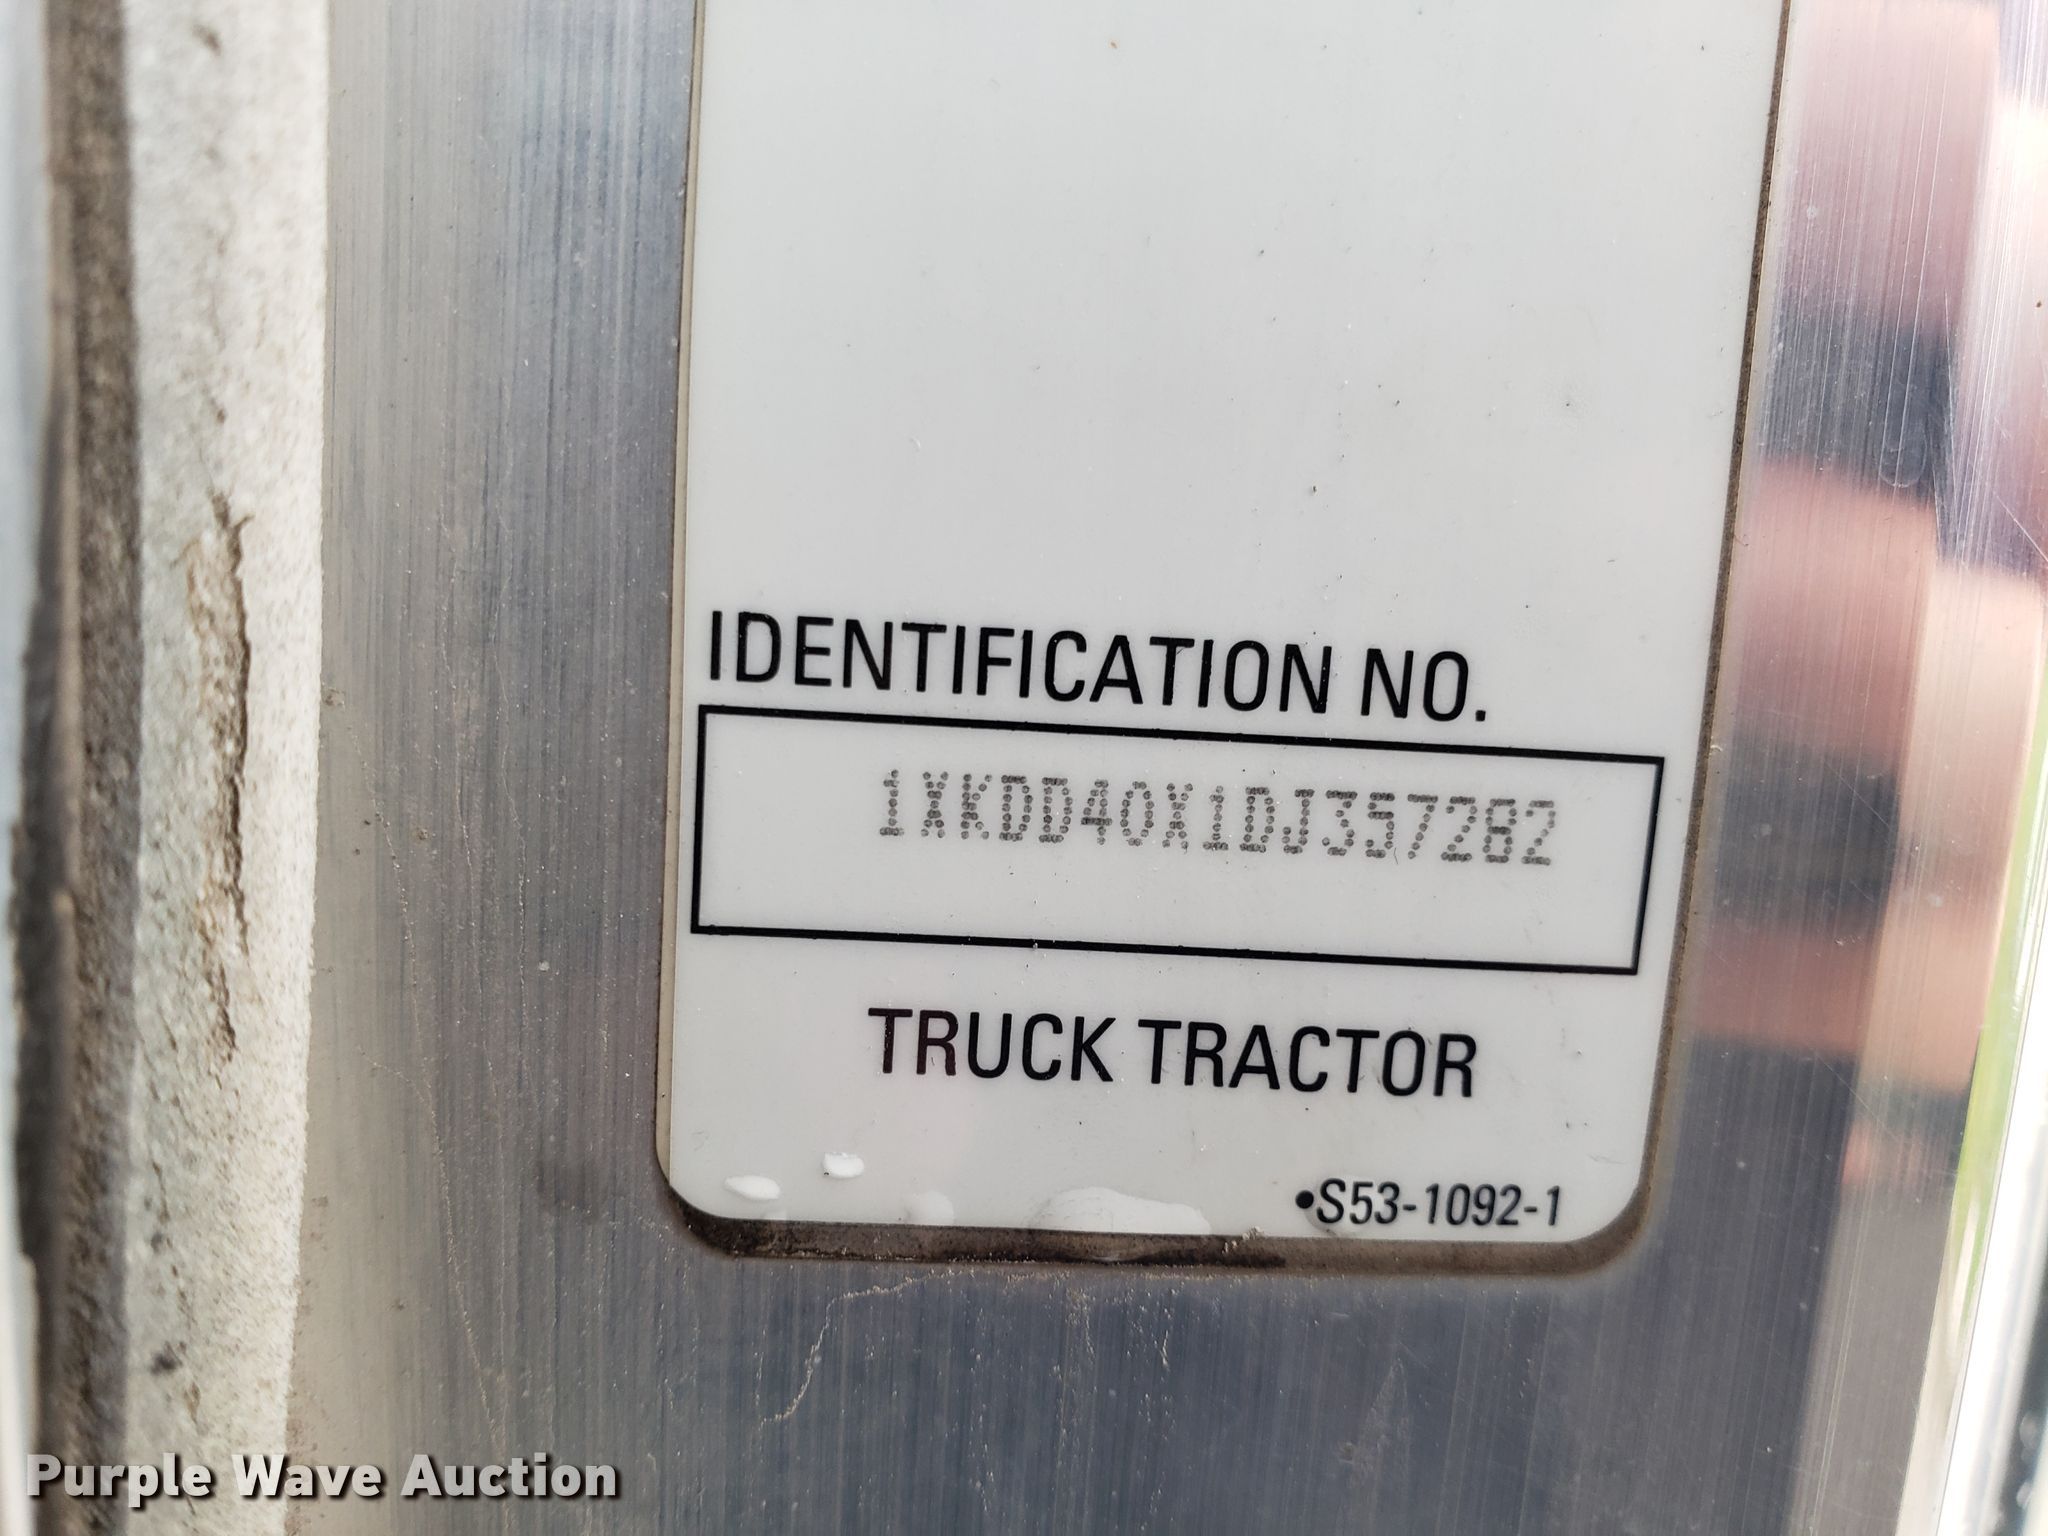 IDENTIFICATION NO.
1XKDD40X1DJ357282
TRUCK TRACTOR
•S53-1092-1
Purple Wave Auction